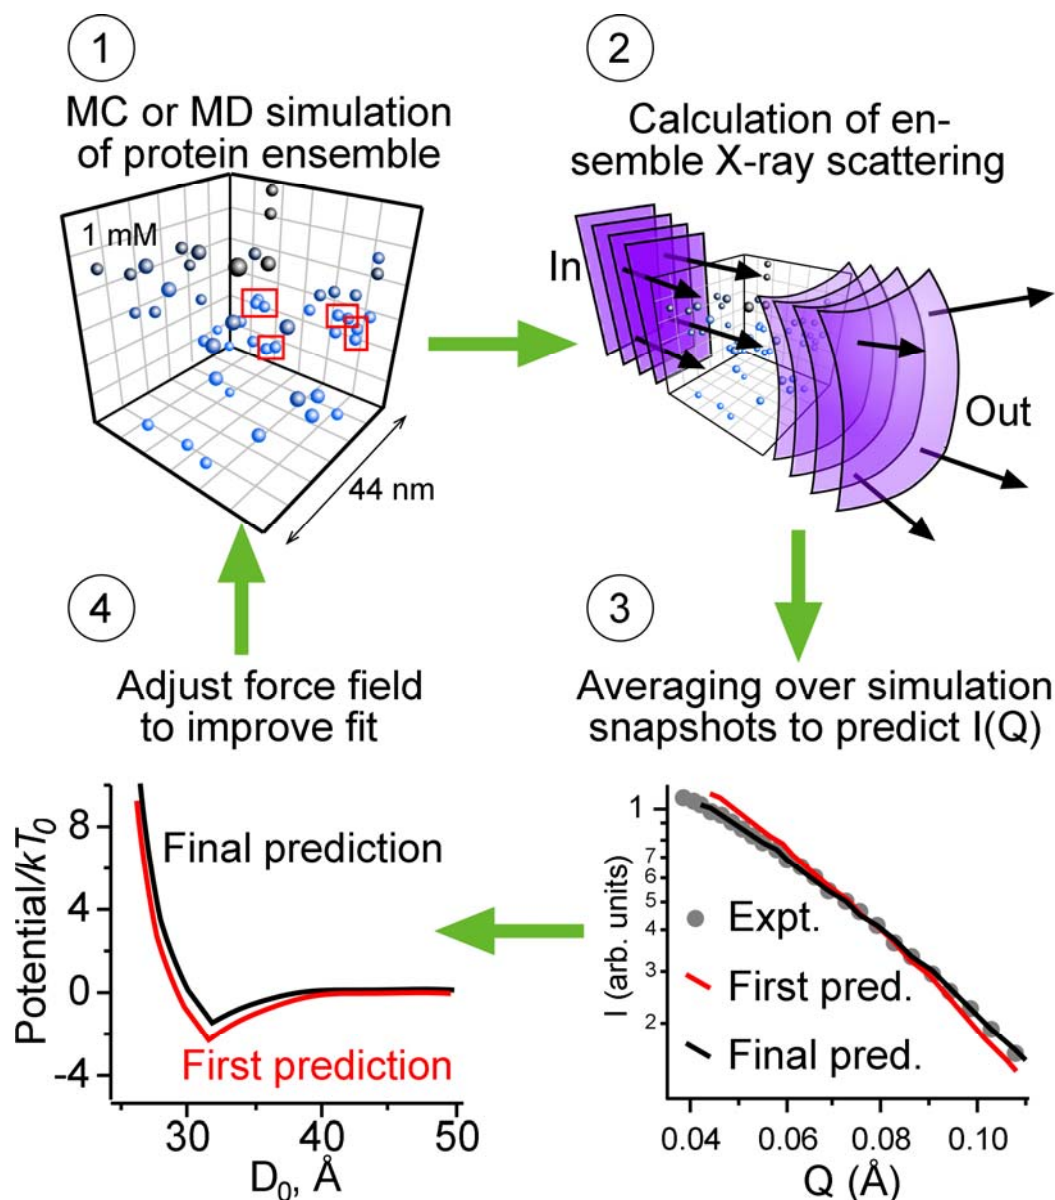 1
MC or MD simulation
of protein ensemble
1 mM
44 nm
2
Calculation of en-
semble X-ray scattering
In
Out
3
Averaging over simulation
snapshots to predict I(Q)
1
7
6
5
4
3
2
I (arb. units)
Expt.
First pred.
Final pred.
0.04 0.06 0.08 0.10
Q (Å)
4
Adjust force field
to improve fit
8
4
0
-4
Potential/kT0
Final prediction
First prediction
30 40 50
D0, Å